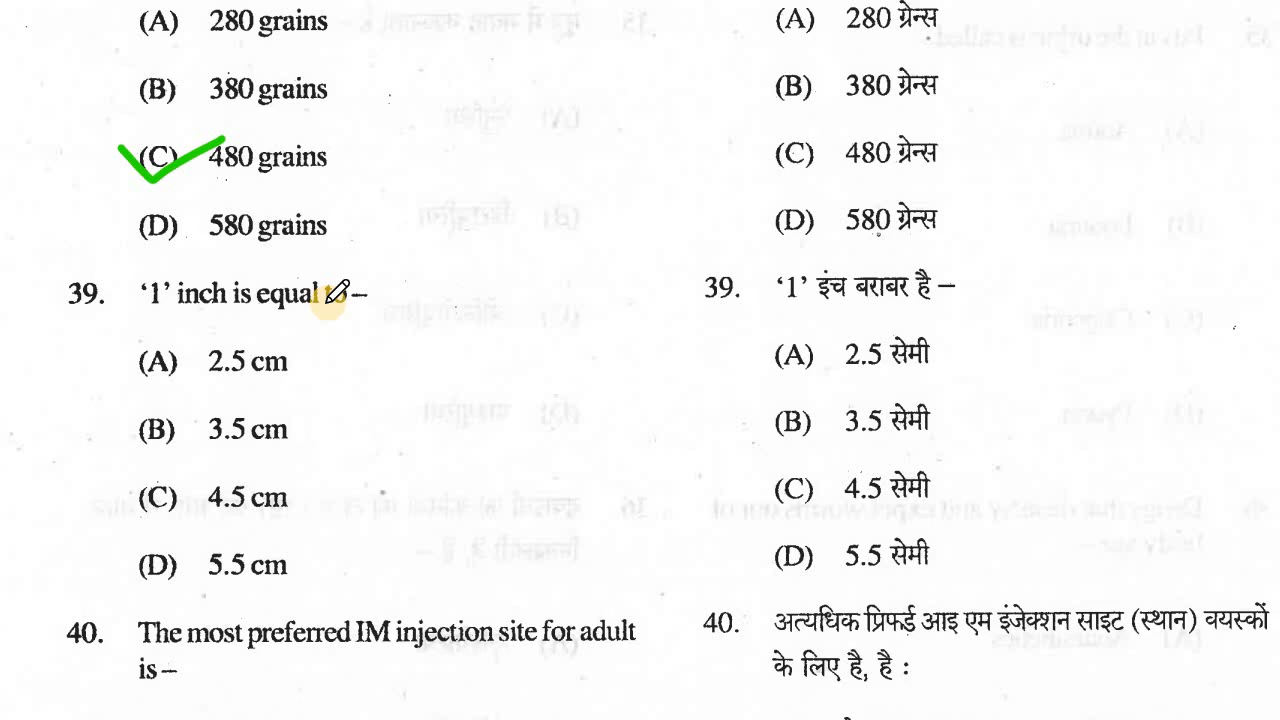 (A) 280 grains
(B) 380 grains
(C) 480 grains
(D) 580 grains
39. ‘1’ inch is equal to –
(A) 2.5 cm
(B) 3.5 cm
(C) 4.5 cm
(D) 5.5 cm
40. The most preferred IM injection site for adult
is –
(A) 280 ग्रेन्स
(B) 380 ग्रेन्स
(C) 480 ग्रेन्स
(D) 580 ग्रेन्स
39. ‘1’ इंच बराबर है –
(A) 2.5 सेमी
(B) 3.5 सेमी
(C) 4.5 सेमी
(D) 5.5 सेमी
40. अत्यधिक प्रिफर्ड आइ एम इंजेक्शन साइट (स्थान) वयस्कों
के लिए है, है :